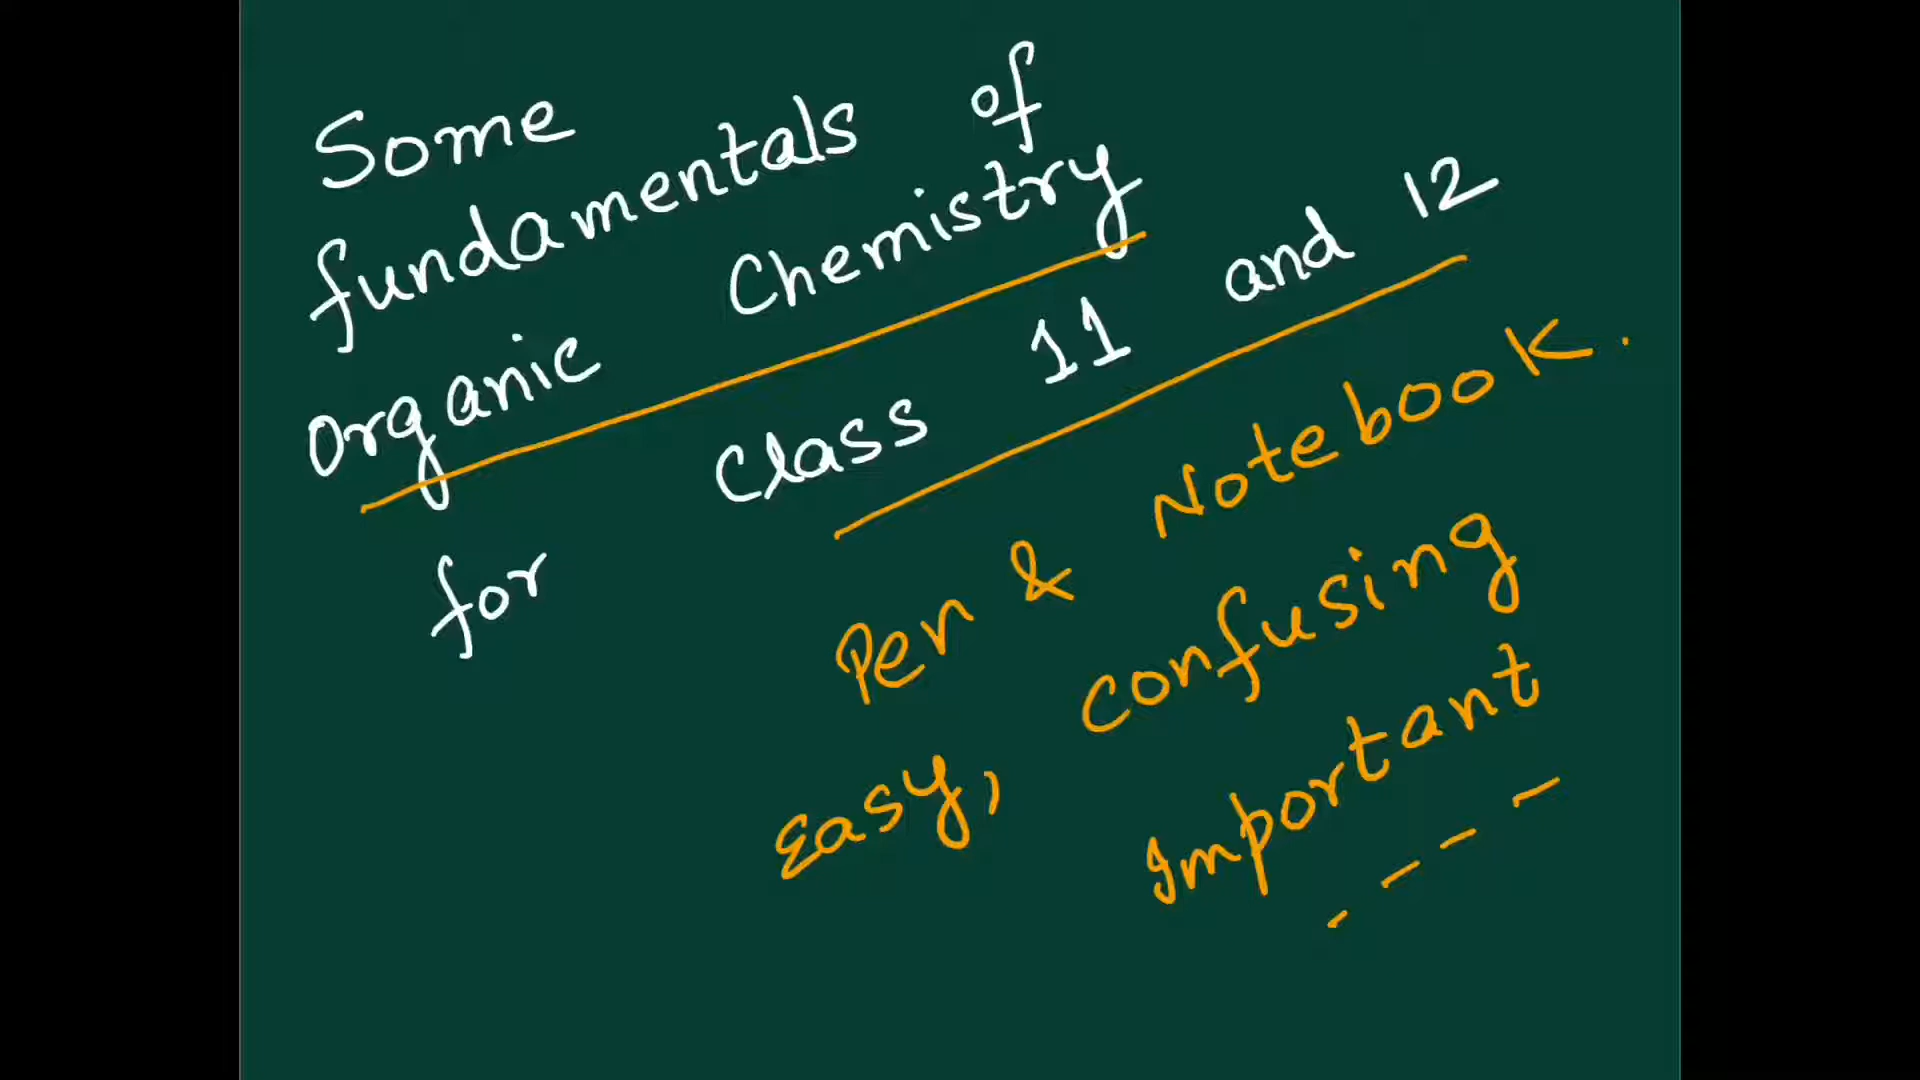 Some
fundamentals of
Organic Chemistry
for Class 11 and 12
Pen & Notebook.
Easy, confusing
Important